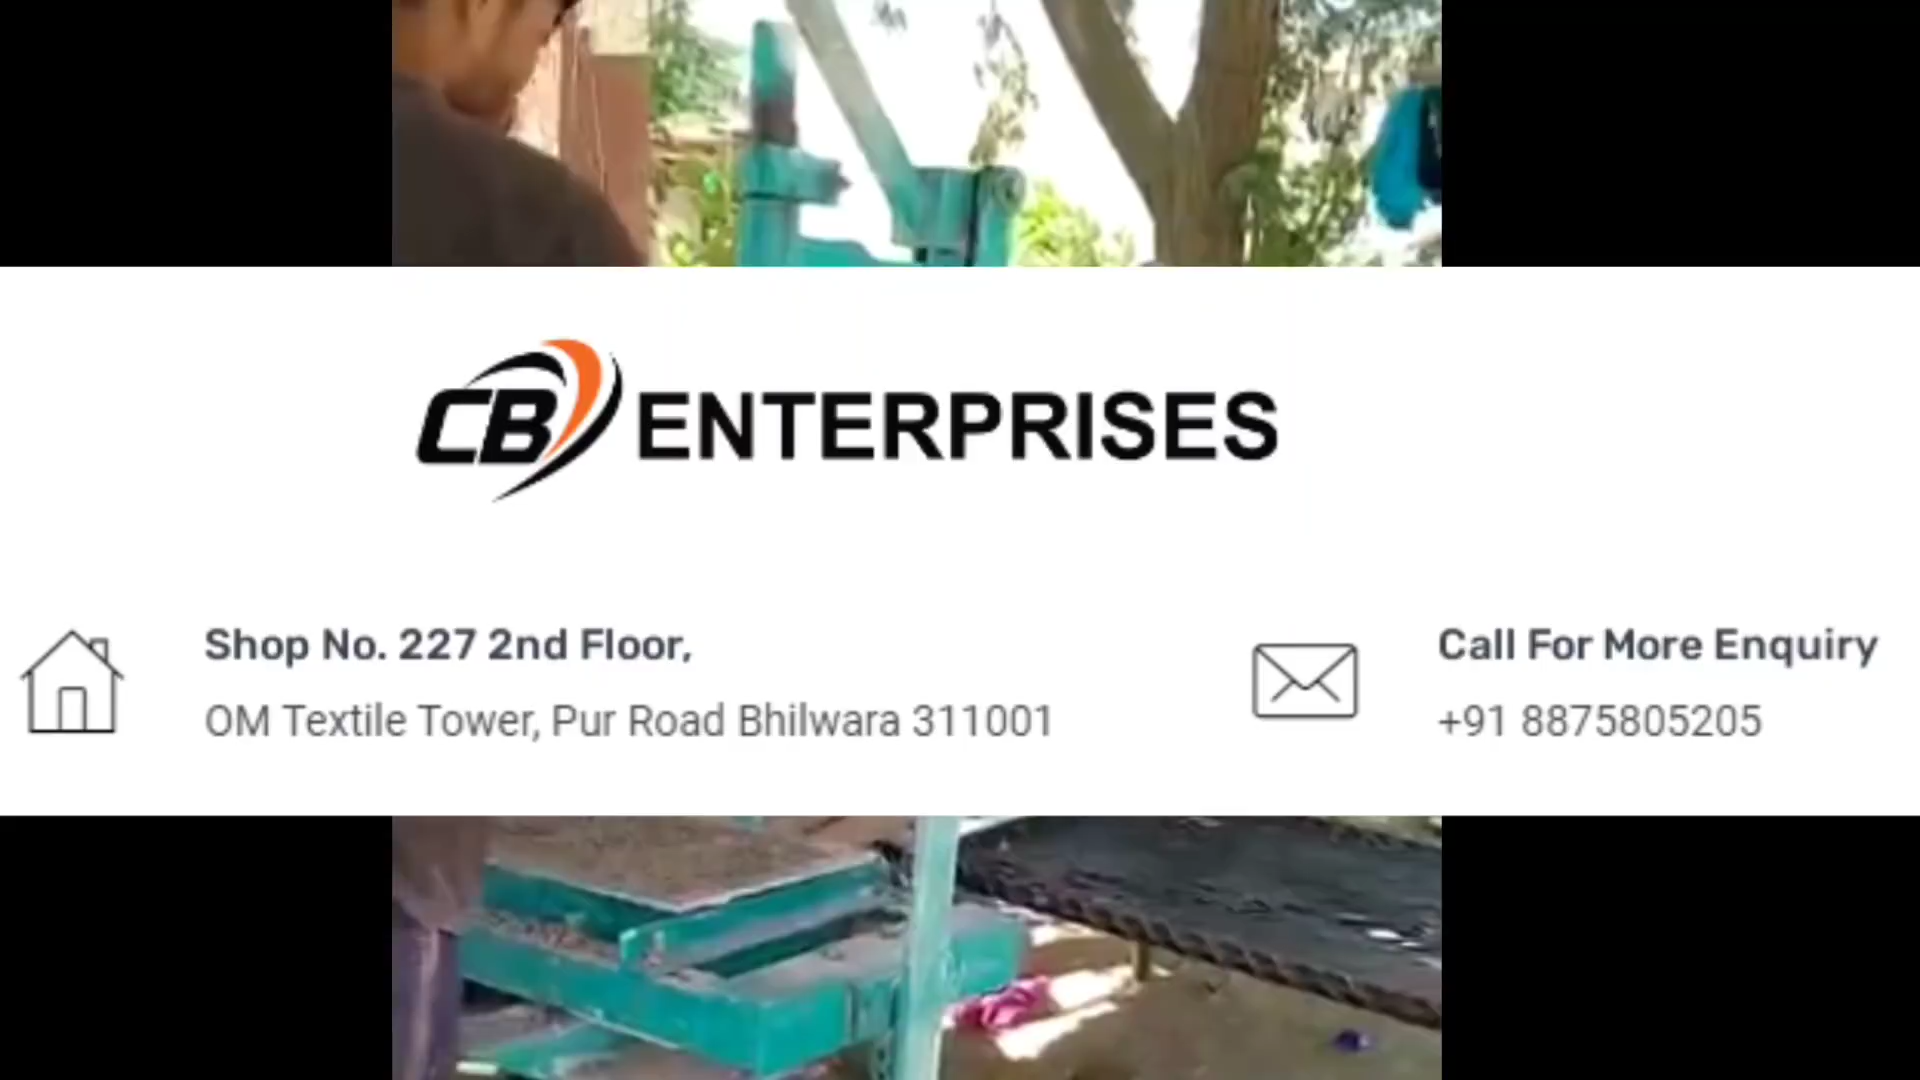 CB ENTERPRISES
Shop No. 227 2nd Floor,
OM Textile Tower, Pur Road Bhilwara 311001
Call For More Enquiry
+91 8875805205